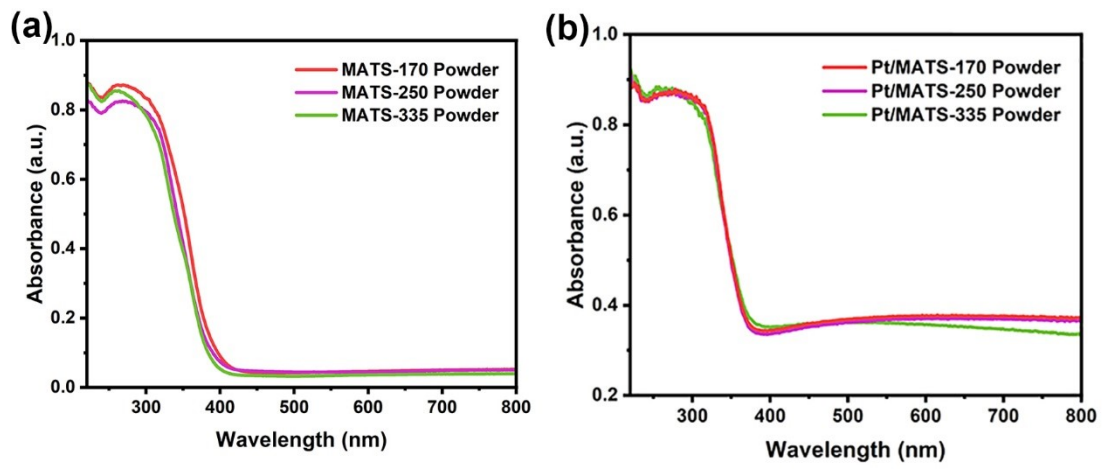 (a)
1.0
0.8
0.6
0.4
0.2
0.0
Absorbance (a.u.)
MATS-170 Powder
MATS-250 Powder
MATS-335 Powder
300 400 500 600 700 800
Wavelength (nm)
(b)
1.0
0.8
0.6
0.4
0.2
Absorbance (a.u.)
Pt/MATS-170 Powder
Pt/MATS-250 Powder
Pt/MATS-335 Powder
300 400 500 600 700 800
Wavelength (nm)